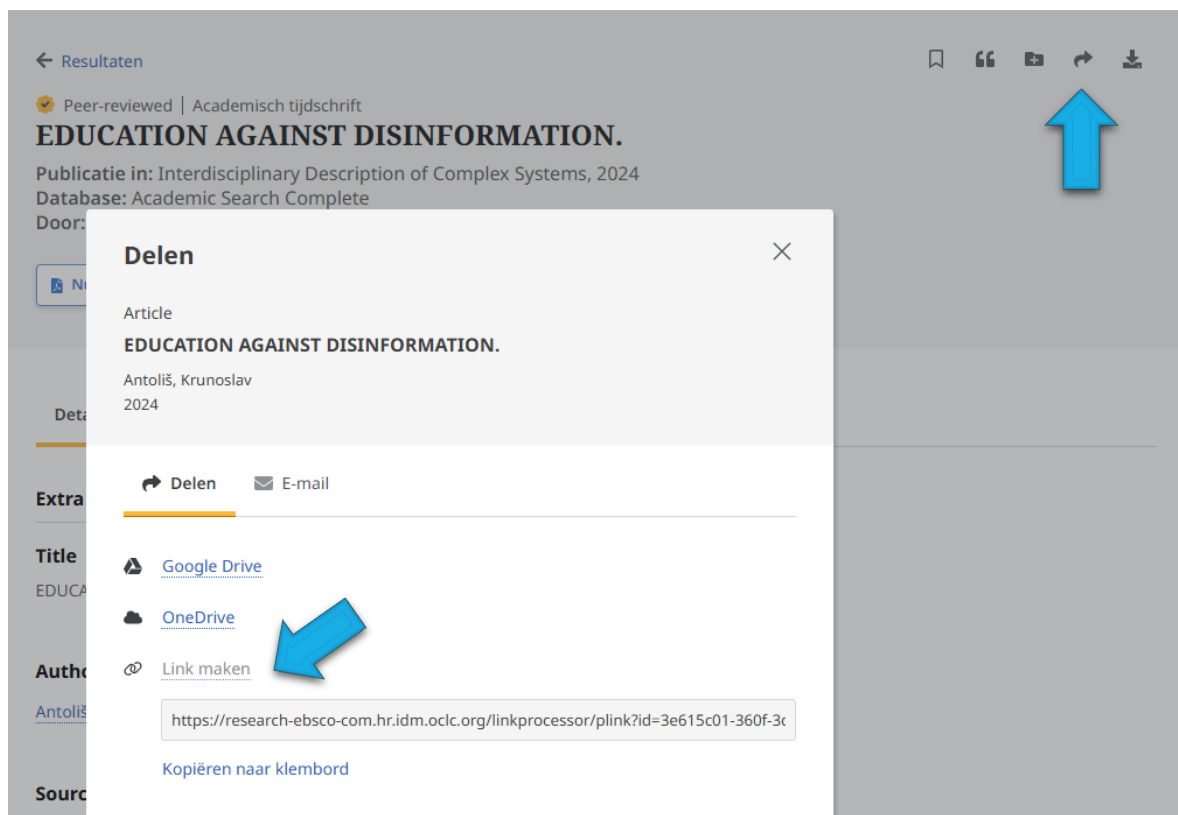 Resultaten
Peer-reviewed | Academisch tijdschrift
EDUCATION AGAINST DISINFORMATION.
Publicatie in: Interdisciplinary Description of Complex Systems, 2024
Database: Academic Search Complete
Door:
Delen
Article
EDUCATION AGAINST DISINFORMATION.
Antoliš, Krunoslav
2024
Delen E-mail
Extra
Title
Google Drive
OneDrive
Link maken
https://research-ebsco-com.hr.idm.oclc.org/linkprocessor/plink?id=3e615c01-360f-3
Kopiëren naar klembord